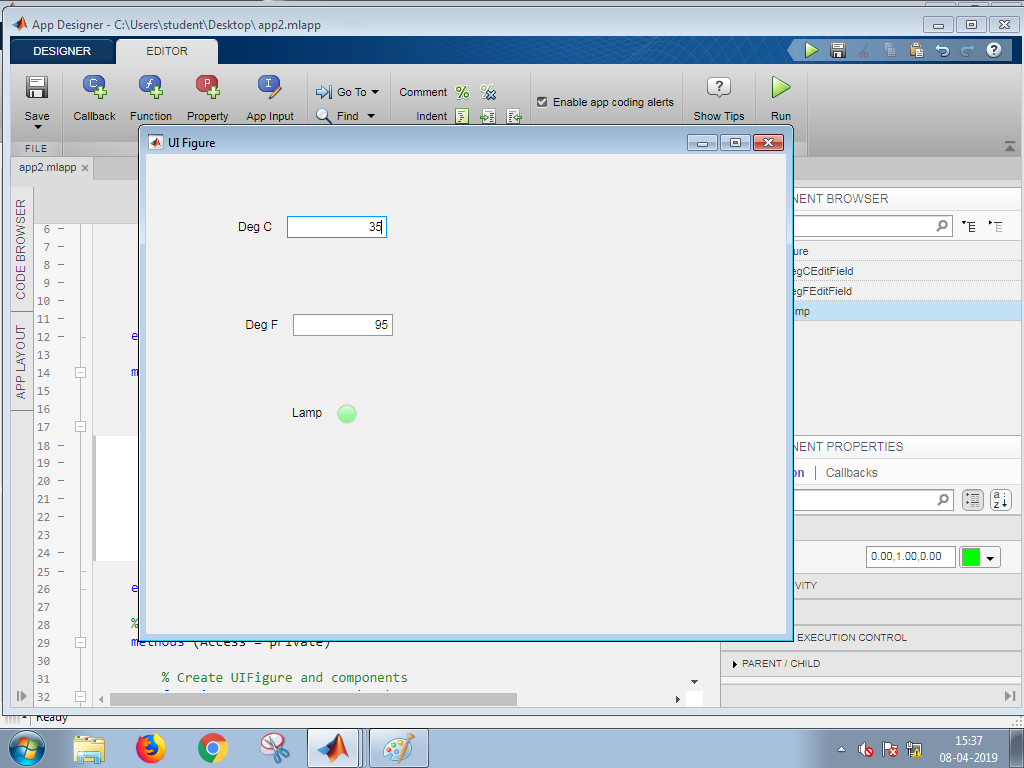 App Designer - C:\Users\student\Desktop\ app2.mlapp
DESIGNER
EDITOR
Save
Callback
Function
Property
App Input
Go To
Find
Comment
Indent
Enable app coding alerts
Show Tips
Run
FILE
app2.mlapp
UI Figure
Deg C
35
Deg F
95
Lamp
CODE BROWSER
APP LAYOUT
6 –
7 –
8 –
9 –
10 –
11 –
12 – e
13
14 m
15
16
17
18 –
19 –
20 –
21 –
22 –
23
24 –
25 –
26 e
27
28 %
29 methods (Access = private)
30
31 % Create UIFigure and components
32
NENT BROWSER
ure
egCEditField
egFEditField
mp
NENT PROPERTIES
on | Callbacks
0.00,1.00,0.00
VITY
EXECUTION CONTROL
PARENT / CHILD
Ready
15:37
08-04-2019